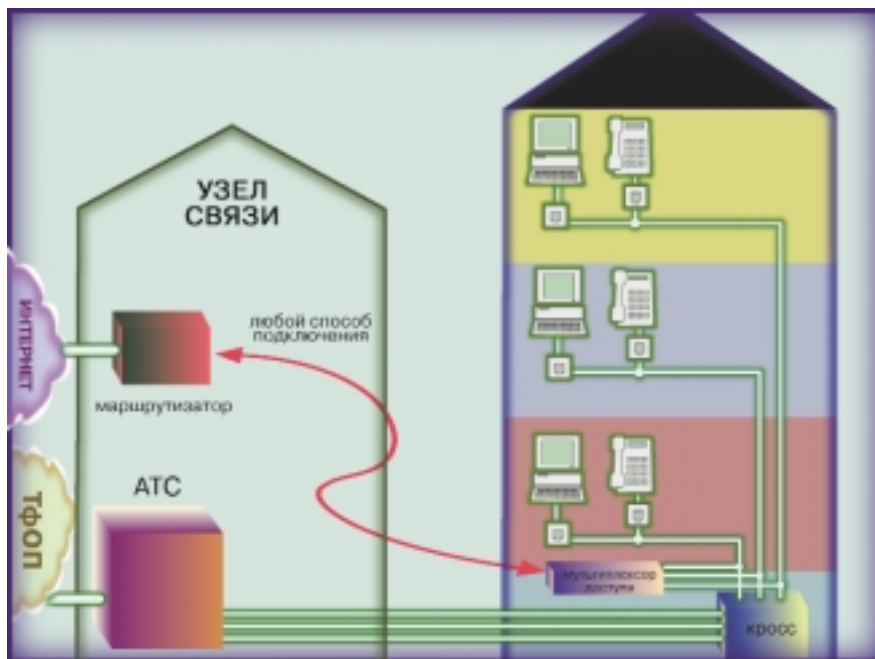 УЗЕЛ
СВЯЗИ
ИНТЕРНЕТ
любой способ
подключения
маршрутизатор
АТС
ТфОП
мультиплексор
доступа
кросс